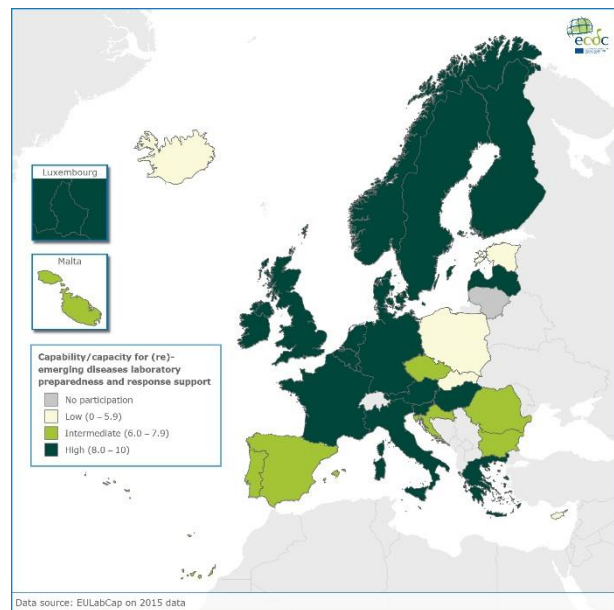 ecdc
Luxembourg
Malta
Capability/capacity for (re)-
emerging diseases laboratory
preparedness and response support
No participation
Low (0 – 5.9)
Intermediate (6.0 – 7.9)
High (8.0 – 10)
Data source: EULabCap on 2015 data